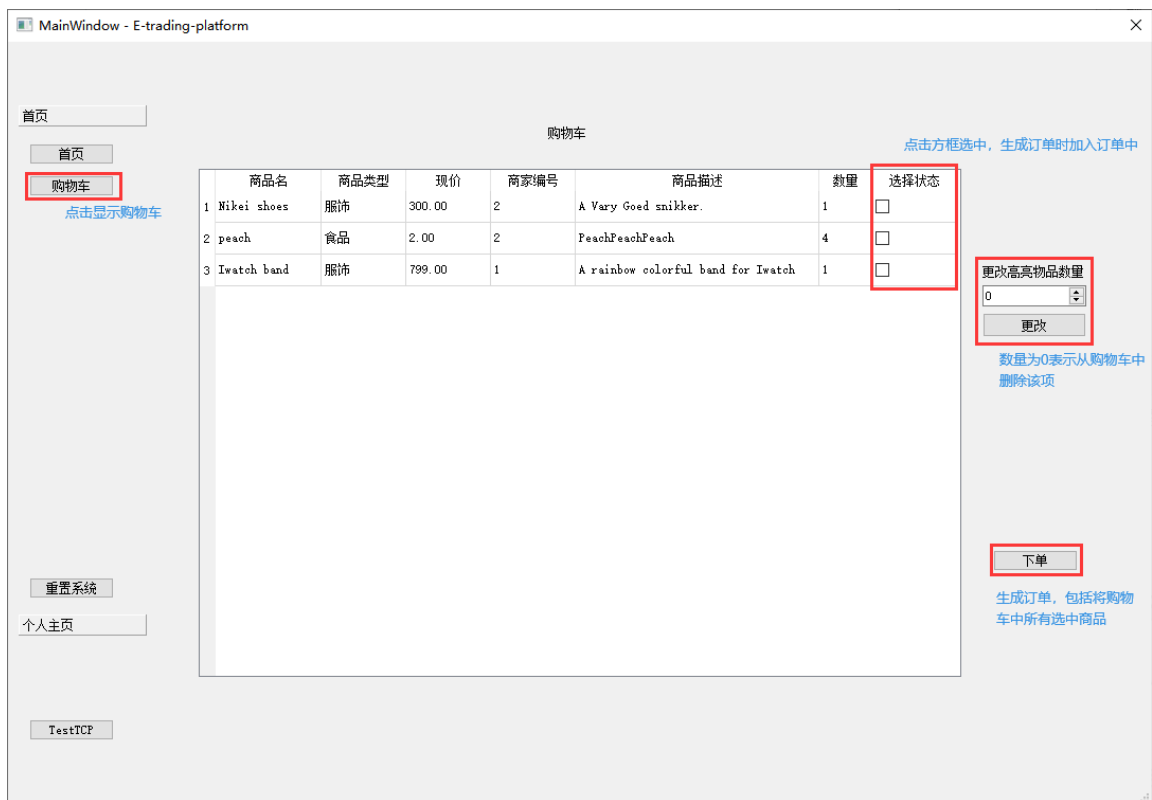 MainWindow - E-trading-platform
首页
首页
购物车
点击显示购物车
购物车
点击方框选中，生成订单时加入订单中
商品名 商品类型 现价 商家编号 商品描述 数量 选择状态
1 Nikei shoes 服饰 300.00 2 A Vary Goed snikker. 1
2 peach 食品 2.00 2 PeachPeachPeach 4
3 Iwatch band 服饰 799.00 1 A rainbow colorful band for Iwatch 1
更改高亮物品数量
0
更改
数量为0表示从购物车中
删除该项
下单
生成订单，包括将购物
车中所有选中商品
重置系统
个人主页
TestTCP